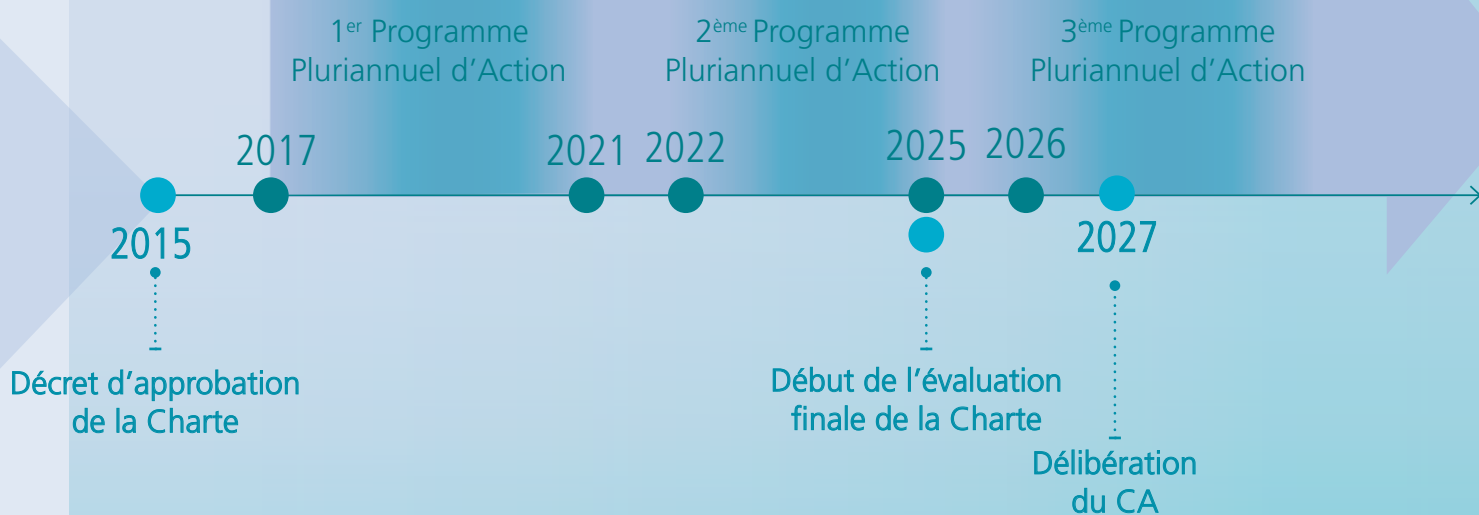 1er Programme
Pluriannuel d’Action
2ème Programme
Pluriannuel d’Action
3ème Programme
Pluriannuel d’Action
2017
2021
2022
2025
2026
2015
2027
Décret d’approbation
de la Charte
Début de l’évaluation
finale de la Charte
Délibération
du CA